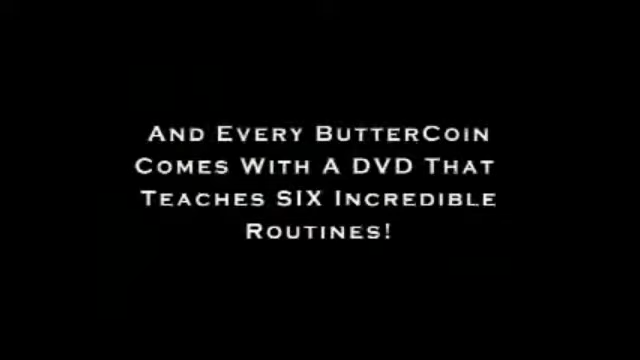 And Every ButterCoin
Comes With A DVD That
Teaches SIX Incredible
Routines!